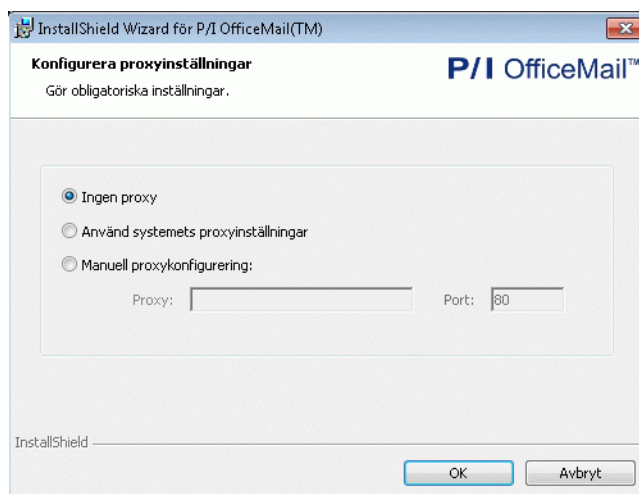 InstallShield Wizard för P/I OfficeMail(TM)
Konfigurera proxyinställningar
Gör obligatoriska inställningar.
P/I OfficeMail™
Ingen proxy
Använd systemets proxyinställningar
Manuell proxykonfigurering:
Proxy: Port: 80
InstallShield
OK Avbryt